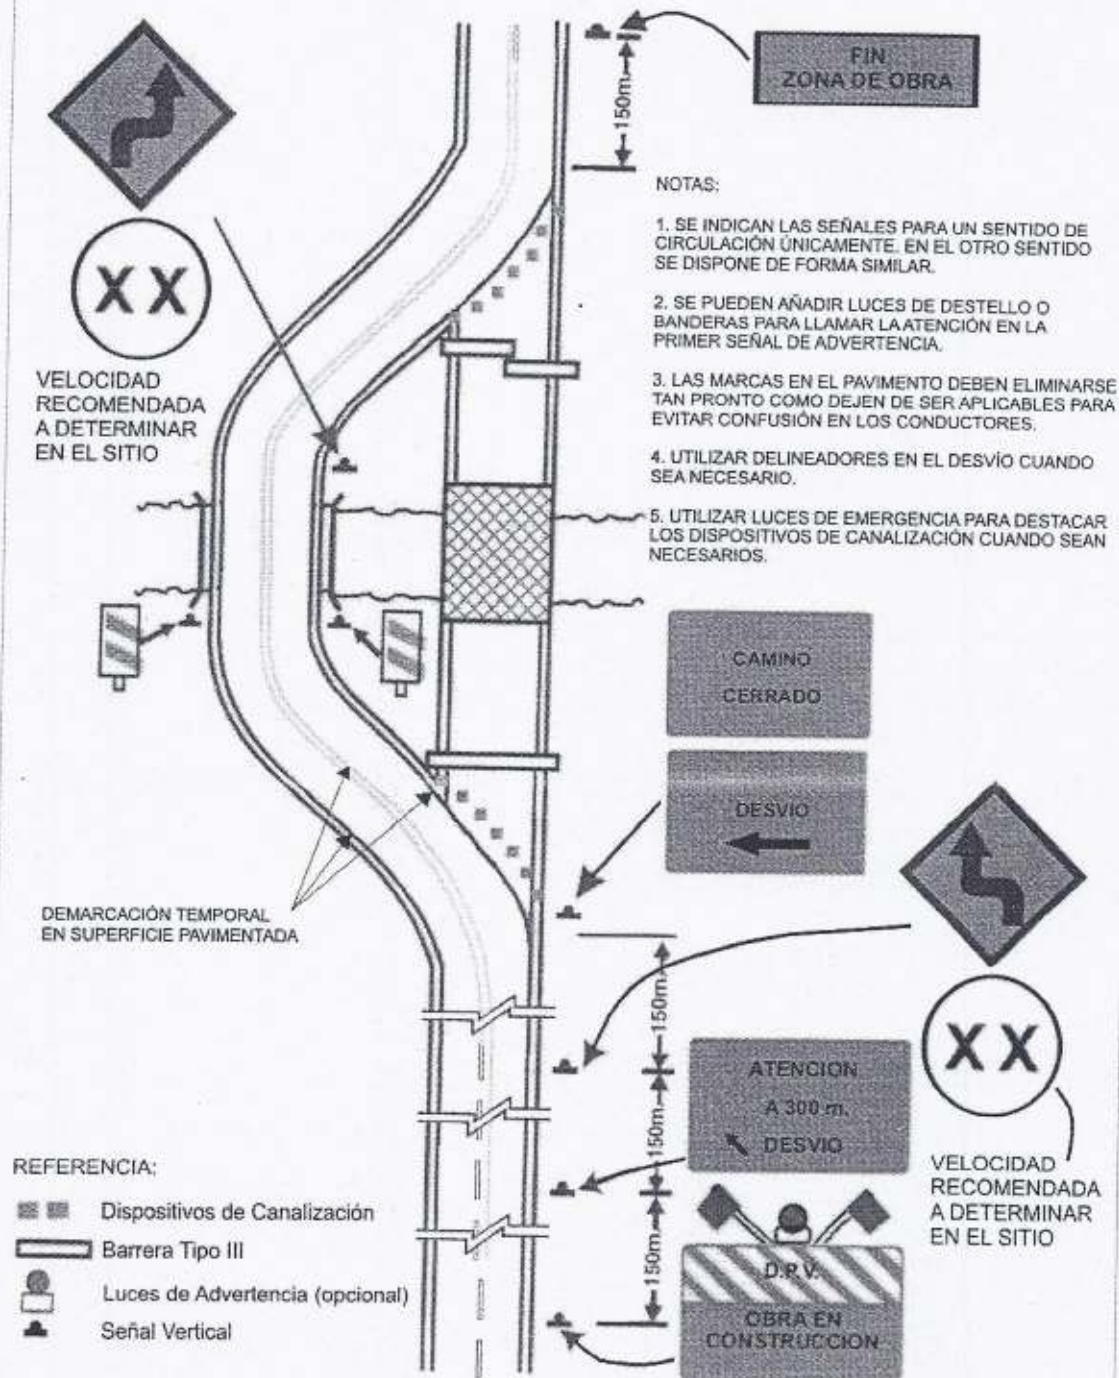 FIN
ZONA DE OBRA
150m.
NOTAS:
1. SE INDICAN LAS SEÑALES PARA UN SENTIDO DE
CIRCULACIÓN ÚNICAMENTE. EN EL OTRO SENTIDO
SE DISPONE DE FORMA SIMILAR.
2. SE PUEDEN AÑADIR LUCES DE DESTELLO O
BANDERAS PARA LLAMAR LA ATENCIÓN EN LA
PRIMER SEÑAL DE ADVERTENCIA.
3. LAS MARCAS EN EL PAVIMENTO DEBEN ELIMINARSE
TAN PRONTO COMO DEJEN DE SER APLICABLES PARA
EVITAR CONFUSIÓN EN LOS CONDUCTORES.
4. UTILIZAR DELINEADORES EN EL DESVÍO CUANDO
SEA NECESARIO.
5. UTILIZAR LUCES DE EMERGENCIA PARA DESTACAR
LOS DISPOSITIVOS DE CANALIZACIÓN CUANDO SEAN
NECESARIOS.
XX
VELOCIDAD
RECOMENDADA
A DETERMINAR
EN EL SITIO
CAMINO
CERRADO
DESVIO
DEMARCACIÓN TEMPORAL
EN SUPERFICIE PAVIMENTADA
150m.
150m.
150m.
XX
ATENCION
A 300 m.
DESVIO
VELOCIDAD
RECOMENDADA
A DETERMINAR
EN EL SITIO
D.P.V.
OBRA EN
CONSTRUCCION
REFERENCIA:
Dispositivos de Canalización
Barrera Tipo III
Luces de Advertencia (opcional)
Señal Vertical